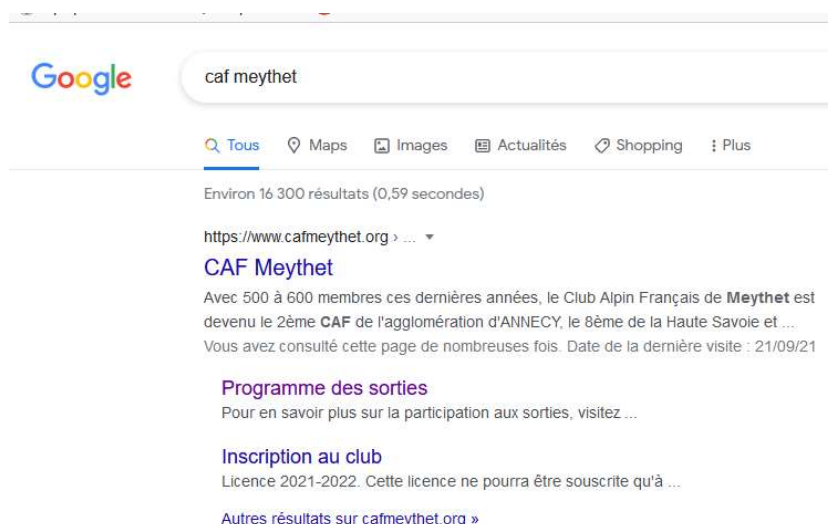 Google
caf meythet
Tous Maps Images Actualités Shopping Plus
Environ 16 300 résultats (0,59 secondes)
https://www.cafmeythet.org › ...
CAF Meythet
Avec 500 à 600 membres ces dernières années, le Club Alpin Français de Meythet est
devenu le 2ème CAF de l'agglomération d'ANNECY, le 8ème de la Haute Savoie et ...
Vous avez consulté cette page de nombreuses fois. Date de la dernière visite : 21/09/21
Programme des sorties
Pour en savoir plus sur la participation aux sorties, visitez ...
Inscription au club
Licence 2021-2022. Cette licence ne pourra être souscrite qu'à ...
Autres résultats sur cafmeythet.org »